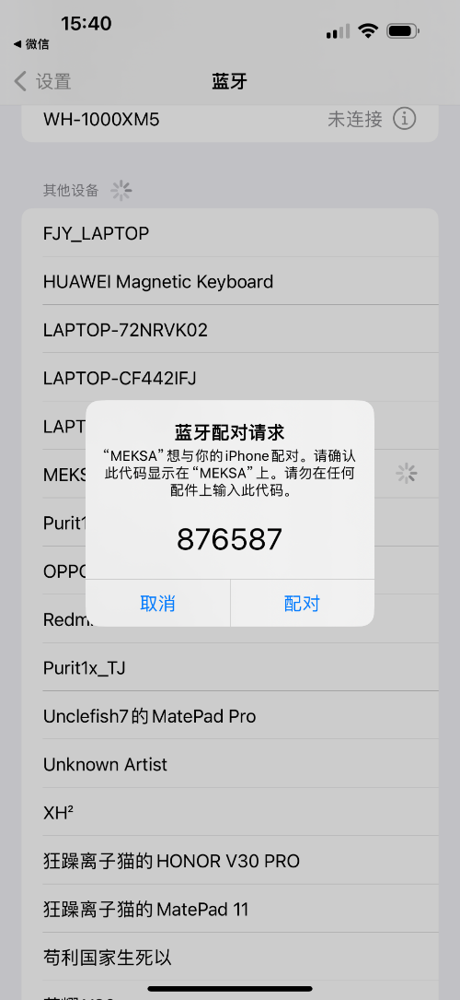 15:40
微信
设置
蓝牙
WH-1000XM5
未连接
其他设备
FJY_LAPTOP
HUAWEI Magnetic Keyboard
LAPTOP-72NRVK02
LAPTOP-CF442IFJ
LAPT
MEKS
Purit1
OPPO
Redm
蓝牙配对请求
“MEKSA”想与你的iPhone配对。请确认
此代码显示在“MEKSA”上。请勿在任何
配件上输入此代码。
876587
取消
配对
Purit1x_TJ
Unclefish7的MatePad Pro
Unknown Artist
XH²
狂躁离子猫的HONOR V30 PRO
狂躁离子猫的MatePad 11
苟利国家生死以